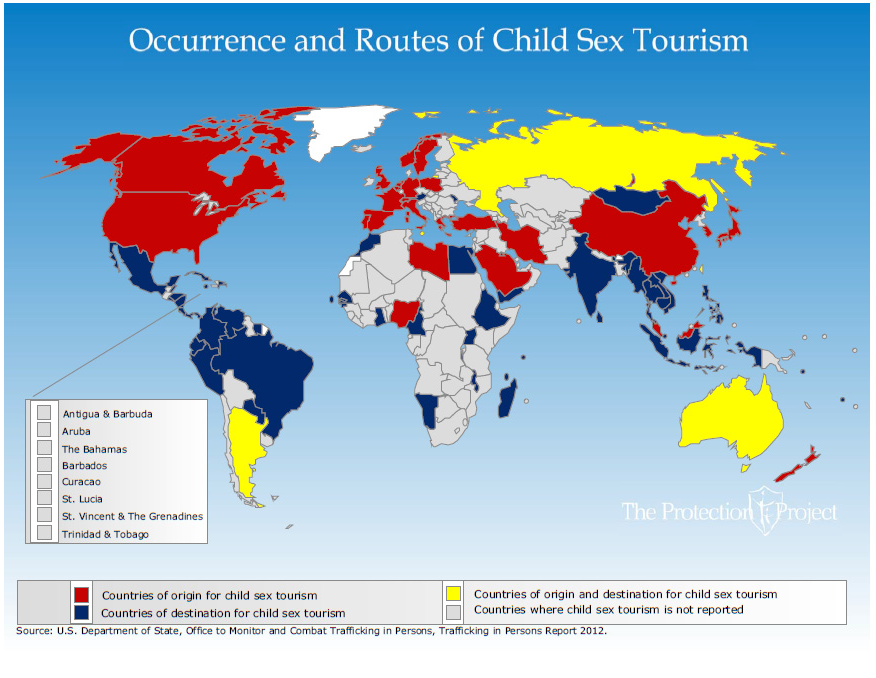 Occurrence and Routes of Child Sex Tourism
Antigua & Barbuda
Aruba
The Bahamas
Barbados
Curacao
St. Lucia
St. Vincent & The Grenadines
Trinidad & Tobago
The Protection Project
Countries of origin for child sex tourism
Countries of destination for child sex tourism
Countries of origin and destination for child sex tourism
Countries where child sex tourism is not reported
Source: U.S. Department of State, Office to Monitor and Combat Trafficking in Persons, Trafficking in Persons Report 2012.